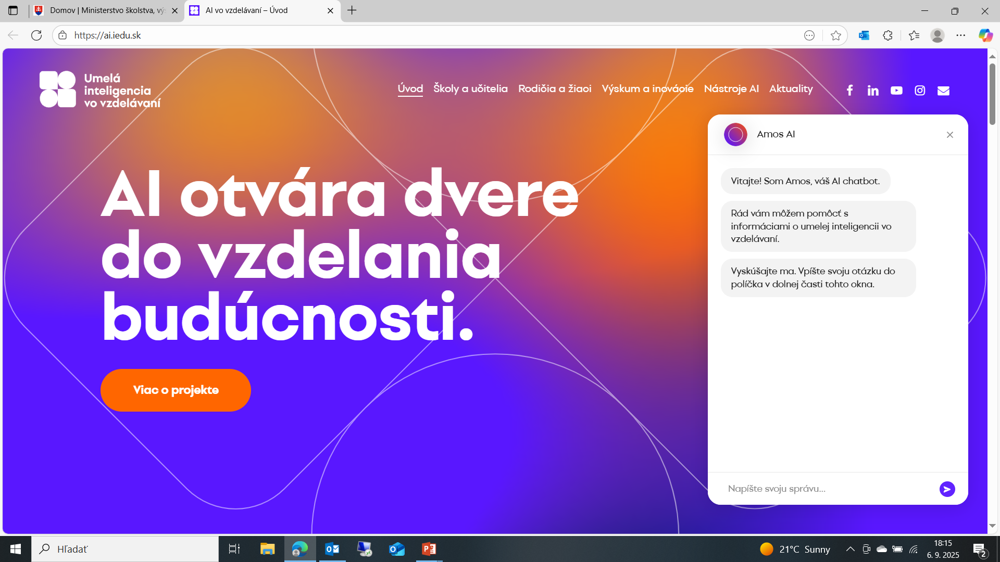 Domov | Ministerstvo školstva, vý
AI vo vzdelávaní – Úvod
https://ai.iedu.sk
Umelá
inteligencia
vo vzdelávaní
Úvod
Školy a učitelia
Rodičia a žiaci
Výskum a inovácie
Nástroje AI
Aktuality
AI otvára dvere
do vzdelania
budúcnosti.
Viac o projekte
Amos AI
Vitajte! Som Amos, váš AI chatbot.
Rád vám môžem pomôcť s
informáciami o umelej inteligencii vo
vzdelávaní.
Vyskúšajte ma. Vpíšte svoju otázku do
políčka v dolnej časti tohto okna.
Napíšte svoju správu...
Hľadať
21°C Sunny
18:15
6. 9. 2025
2